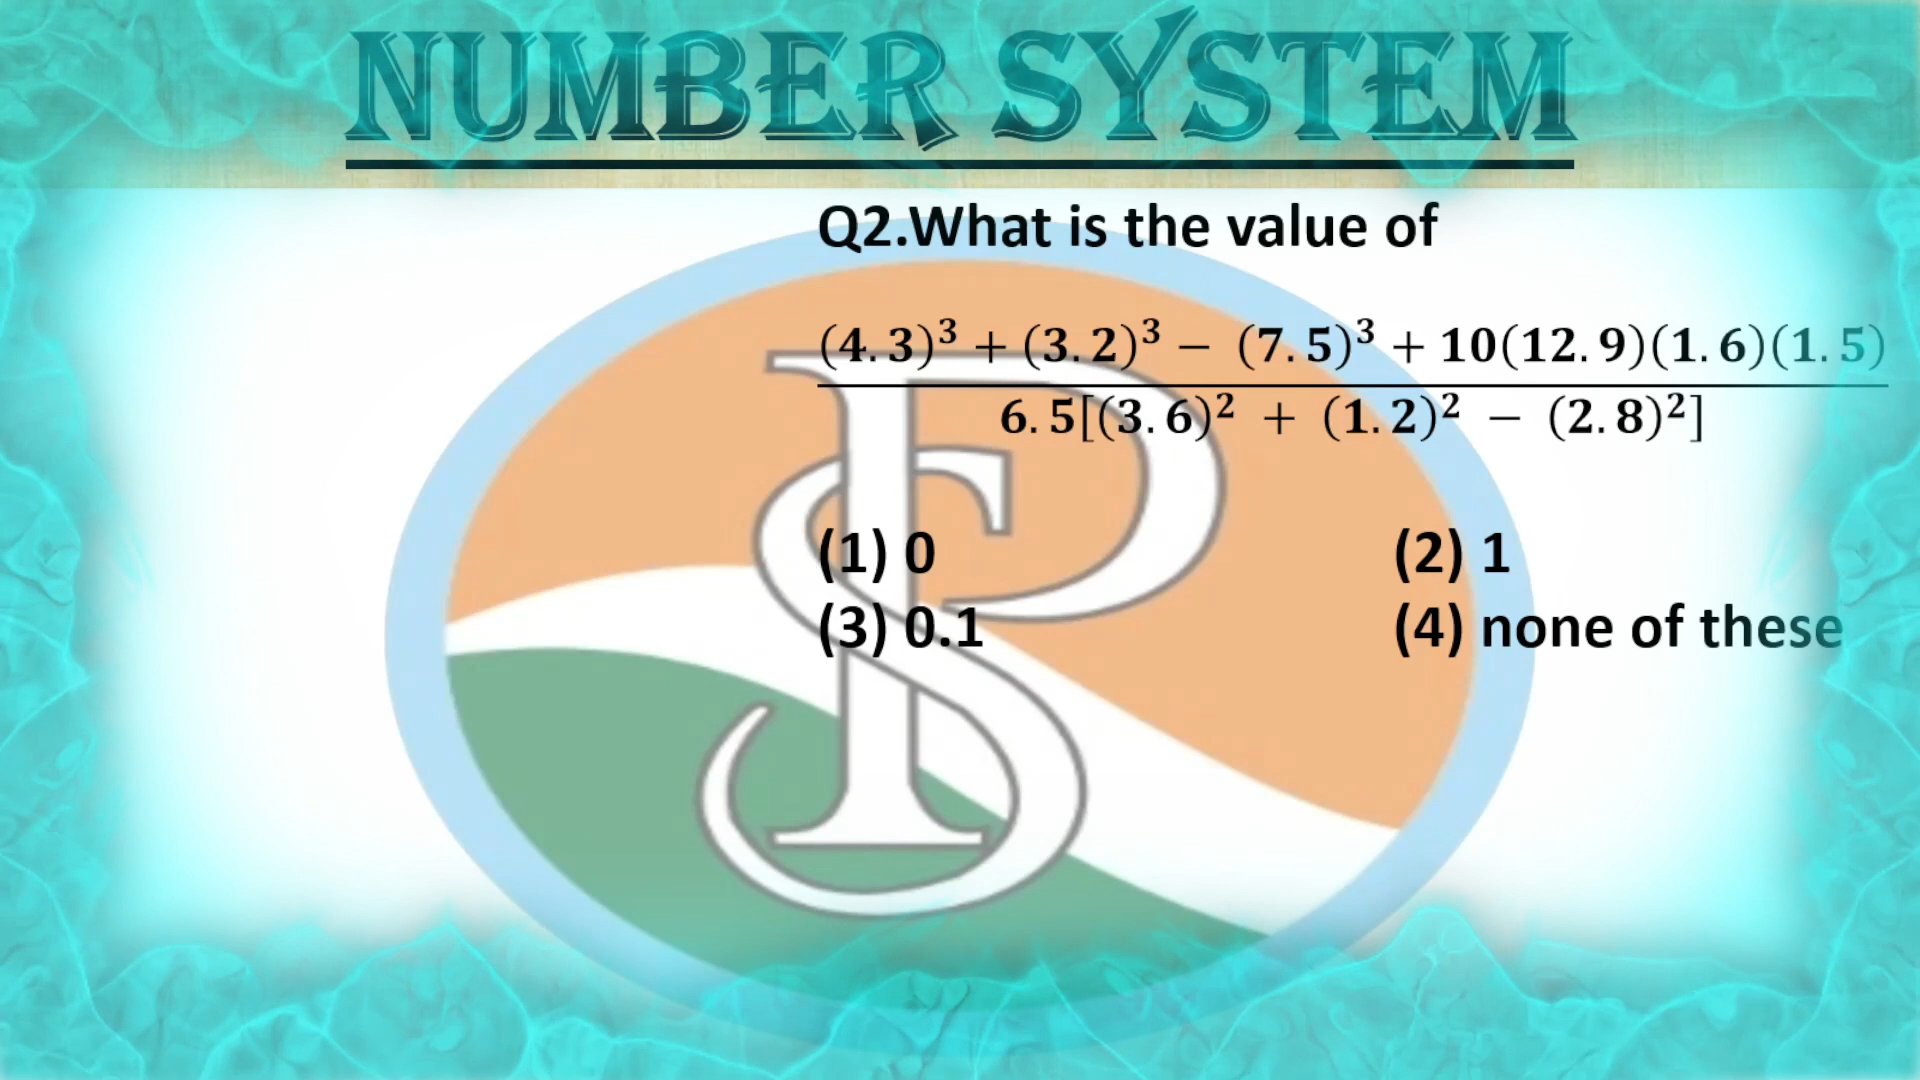 NUMBER SYSTEM
Q2.What is the value of
(4.3)³ + (3.2)³ − (7.5)³ + 10(12.9)(1.6)(1.5)
6.5[(3.6)² + (1.2)² − (2.8)²]
(1) 0 (2) 1
(3) 0.1 (4) none of these